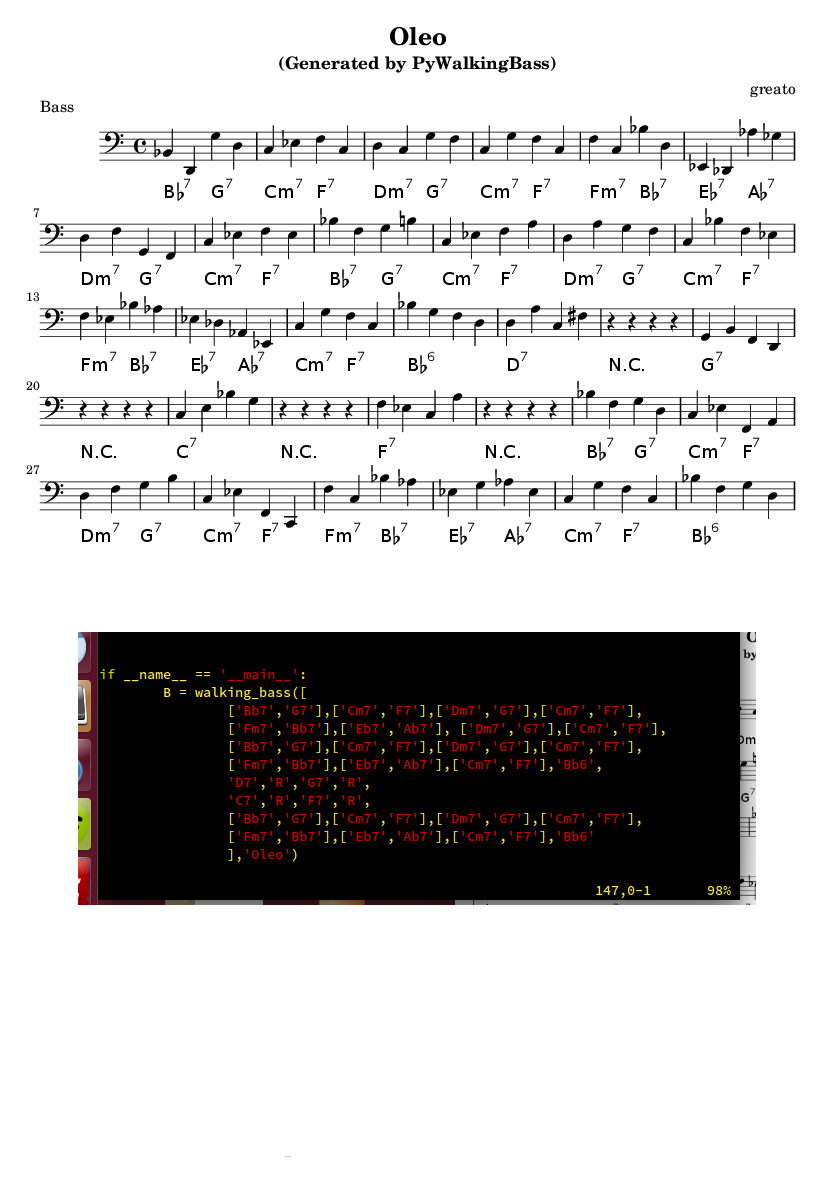 Oleo
(Generated by PyWalkingBass)
greato
Bass
B♭7 G7 Cm7 F7 Dm7 G7 Cm7 F7 Fm7 B♭7 E♭7 A♭7
7
Dm7 G7 Cm7 F7 B♭7 G7 Cm7 F7 Dm7 G7 Cm7 F7
13
Fm7 B♭7 E♭7 A♭7 Cm7 F7 B♭6 D7 N.C. G7
20
N.C. C7 N.C. F7 N.C. B♭7 G7 Cm7 F7
27
Dm7 G7 Cm7 F7 Fm7 B♭7 E♭7 A♭7 Cm7 F7 B♭6
if __name__ == '__main__':
B = walking_bass([
['Bb7','G7'],['Cm7','F7'],['Dm7','G7'],['Cm7','F7'],
['Fm7','Bb7'],['Eb7','Ab7'], ['Dm7','G7'],['Cm7','F7'],
['Bb7','G7'],['Cm7','F7'],['Dm7','G7'],['Cm7','F7'],
['Fm7','Bb7'],['Eb7','Ab7'],['Cm7','F7'],'Bb6',
'D7','R','G7','R',
'C7','R','F7','R',
['Bb7','G7'],['Cm7','F7'],['Dm7','G7'],['Cm7','F7'],
['Fm7','Bb7'],['Eb7','Ab7'],['Cm7','F7'],'Bb6'
],'Oleo')
147,0-1 98%
by
Dm
G7